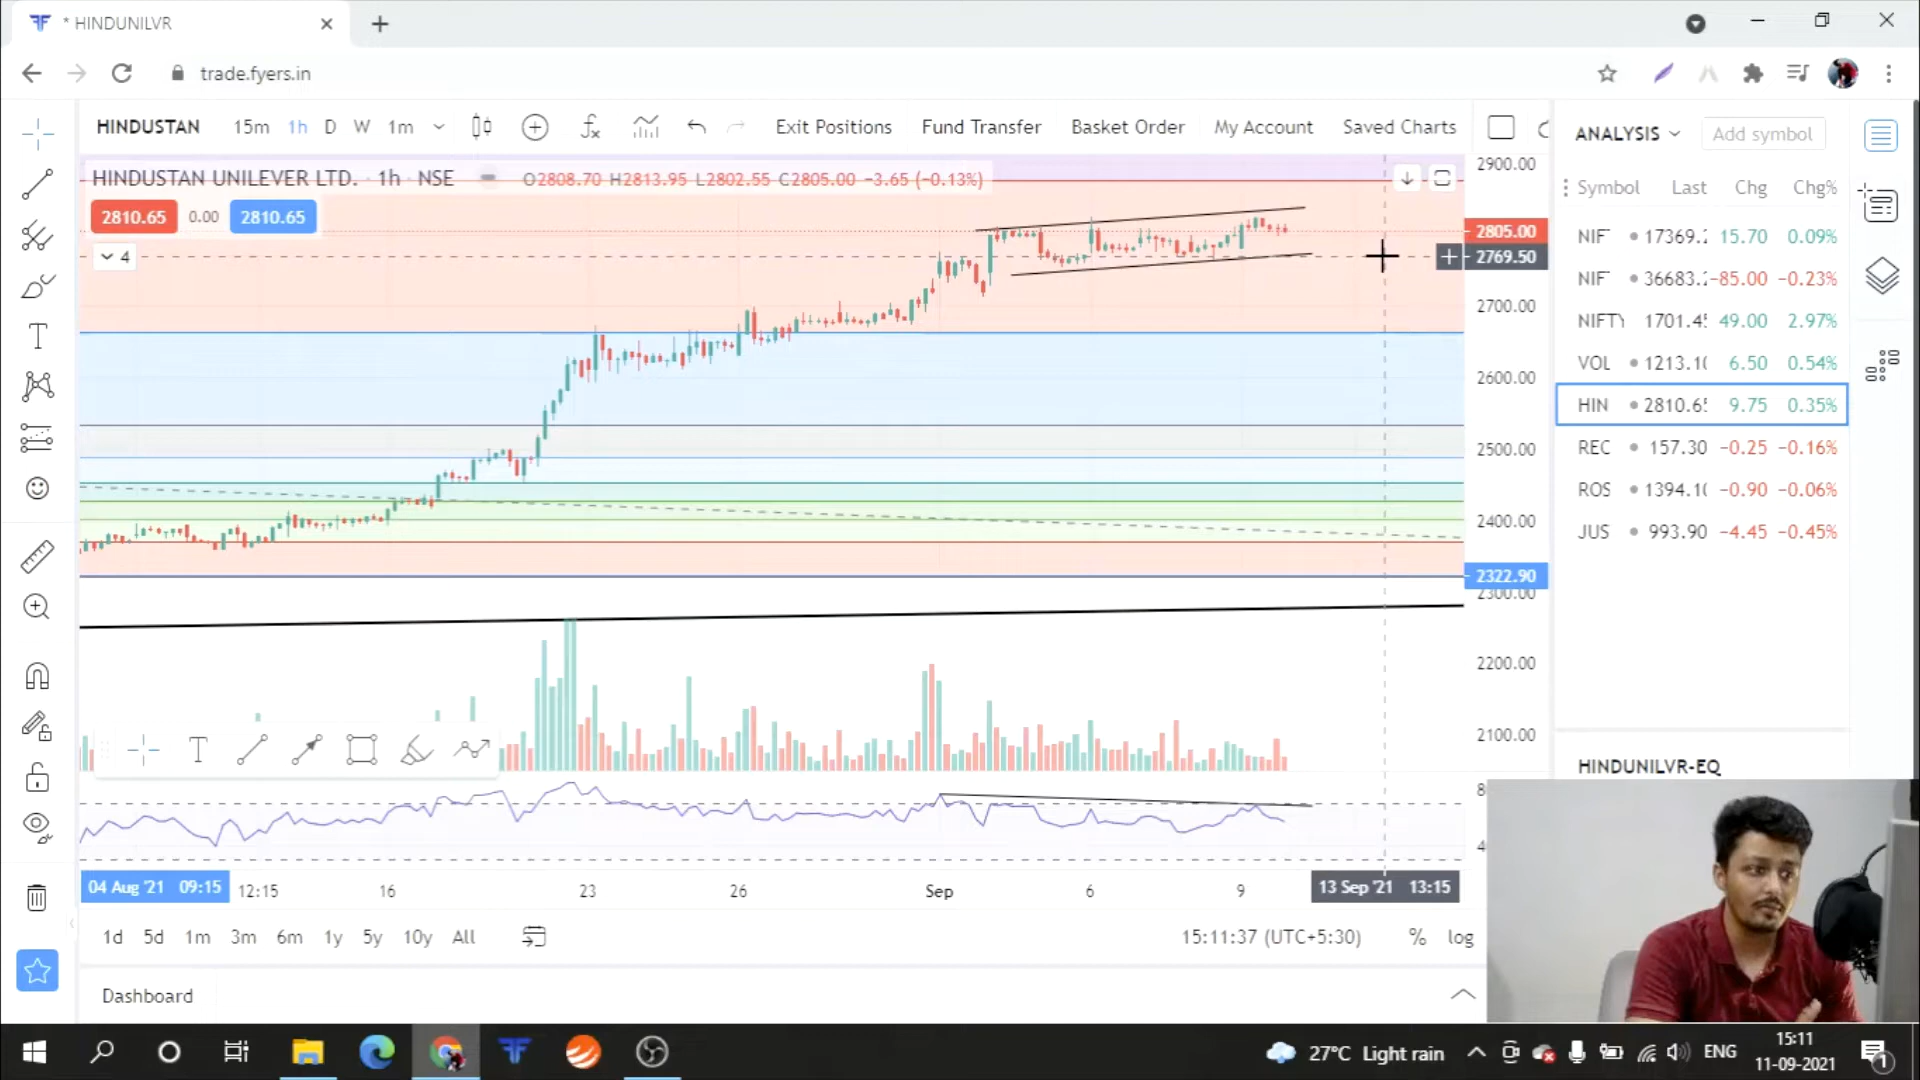 * HINDUNILVR
trade.fyers.in
HINDUSTAN 15m 1h D W 1m Exit Positions Fund Transfer Basket Order My Account Saved Charts
HINDUSTAN UNILEVER LTD. · 1h · NSE O2808.70 H2813.95 L2802.55 C2805.00 −3.65 (−0.13%)
2810.65 0.00 2810.65
4
2900.00
2805.00
2769.50
2700.00
2600.00
2500.00
2400.00
2322.90
2300.00
2200.00
2100.00
04 Aug '21 09:15 12:15 16 23 26 Sep 6 9 13 Sep '21 13:15
1d 5d 1m 3m 6m 1y 5y 10y All
15:11:37 (UTC+5:30) % log
Dashboard
ANALYSIS Add symbol
Symbol Last Chg Chg%
NIF 17369.2 15.70 0.09%
NIF 36683.2 −85.00 −0.23%
NIFTY 1701.45 49.00 2.97%
VOL 1213.10 6.50 0.54%
HIN 2810.65 9.75 0.35%
REC 157.30 −0.25 −0.16%
ROS 1394.10 −0.90 −0.06%
JUS 993.90 −4.45 −0.45%
HINDUNILVR-EQ
27°C Light rain ENG 15:11
11-09-2021
1